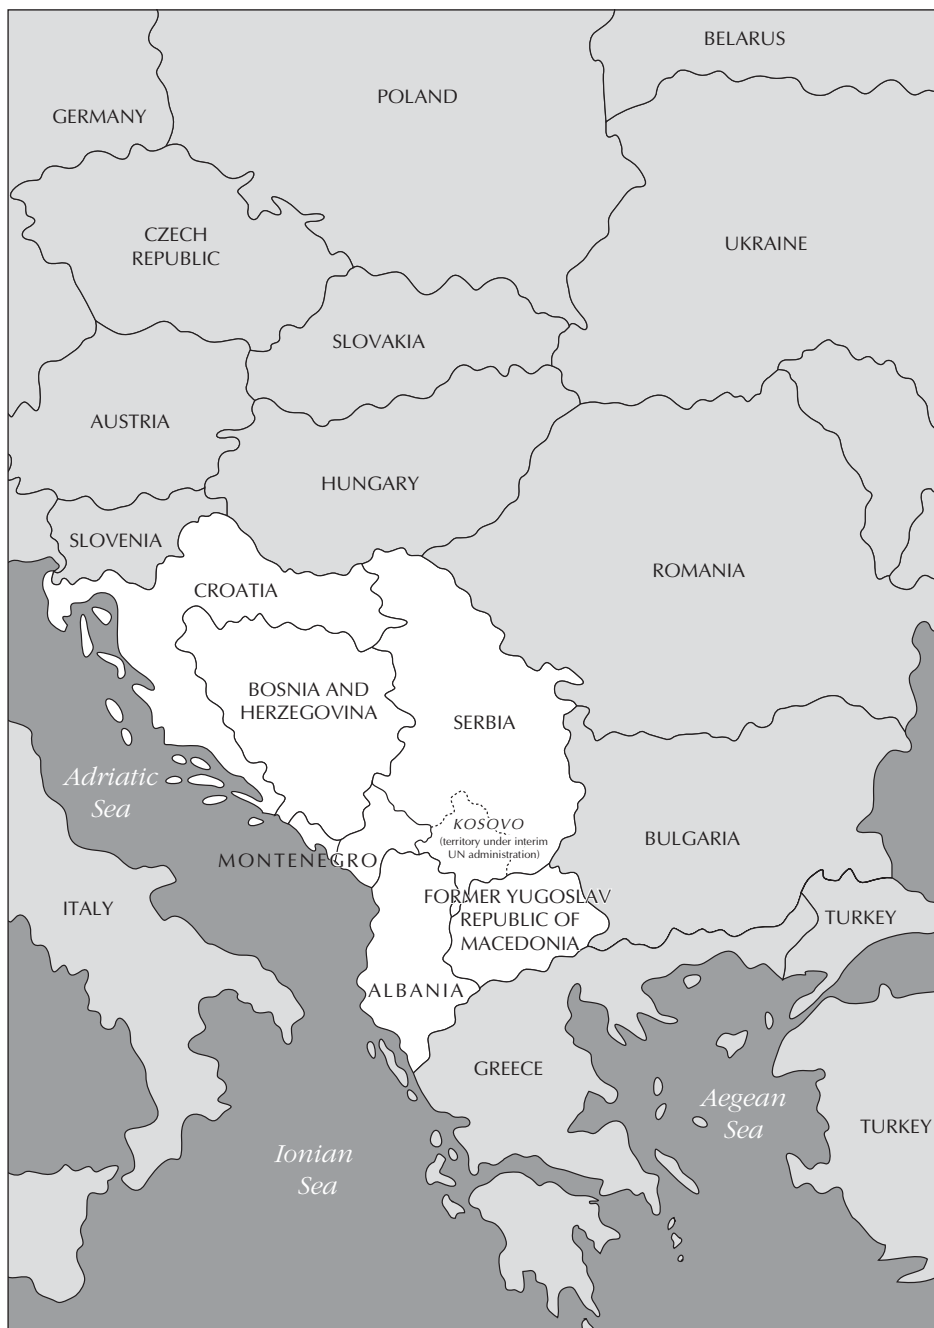 BELARUS
POLAND
GERMANY
CZECH
REPUBLIC
UKRAINE
SLOVAKIA
AUSTRIA
HUNGARY
SLOVENIA
ROMANIA
CROATIA
BOSNIA AND
HERZEGOVINA
SERBIA
Adriatic
Sea
KOSOVO
(territory under interim
UN administration)
BULGARIA
MONTENEGRO
FORMER YUGOSLAV
REPUBLIC OF
MACEDONIA
ITALY
TURKEY
ALBANIA
GREECE
Aegean
Sea
TURKEY
Ionian
Sea